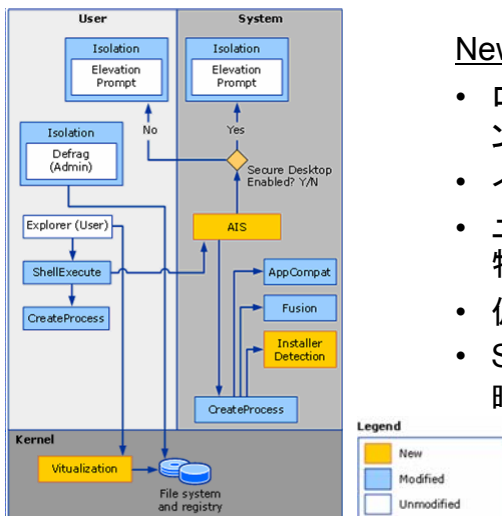 User
System
Isolation
Elevation
Prompt
Isolation
Elevation
Prompt
No
Yes
Isolation
Defrag
(Admin)
Secure Desktop
Enabled? Y/N
Explorer (User)
AIS
ShellExecute
AppCompat
CreateProcess
Fusion
Installer
Detection
CreateProcess
Kernel
Vitualization
File system
and registry
Legend
New
Modified
Unmodified